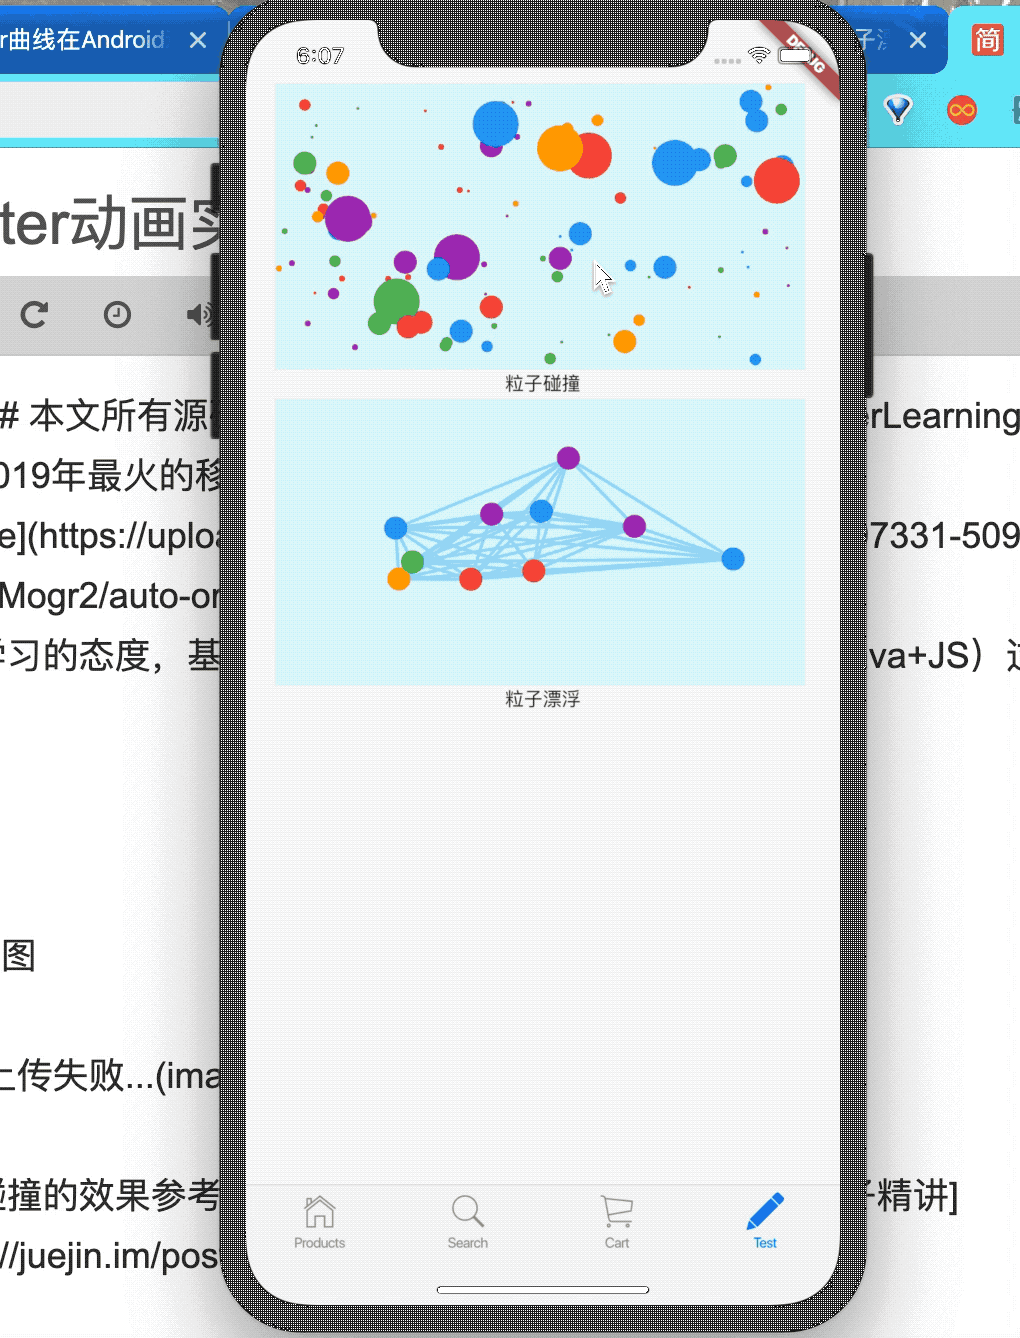 r曲线在Android
子
简
6:07
DEBUG
ter动画实
# 本文所有源
erLearning
粒子碰撞
019年最火的移
e](https://uploa
7331-509
Mogr2/auto-or
学习的态度，基
va+JS）这
粒子漂浮
图
上传失败...(ima
碰撞的效果参考
子精讲]
//juejin.im/pos
Products
Search
Cart
Test